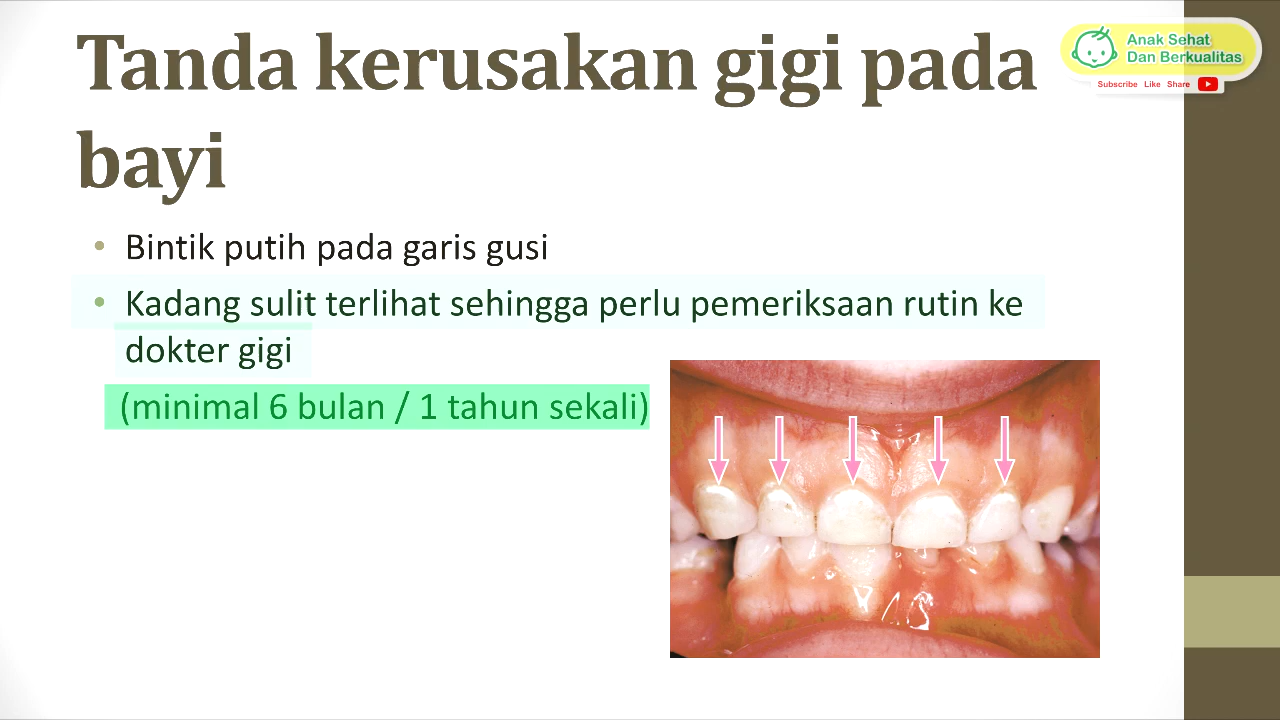 Tanda kerusakan gigi pada
bayi
Anak Sehat
Dan Berkualitas
Subscribe Like Share
• Bintik putih pada garis gusi
• Kadang sulit terlihat sehingga perlu pemeriksaan rutin ke
dokter gigi
(minimal 6 bulan / 1 tahun sekali)